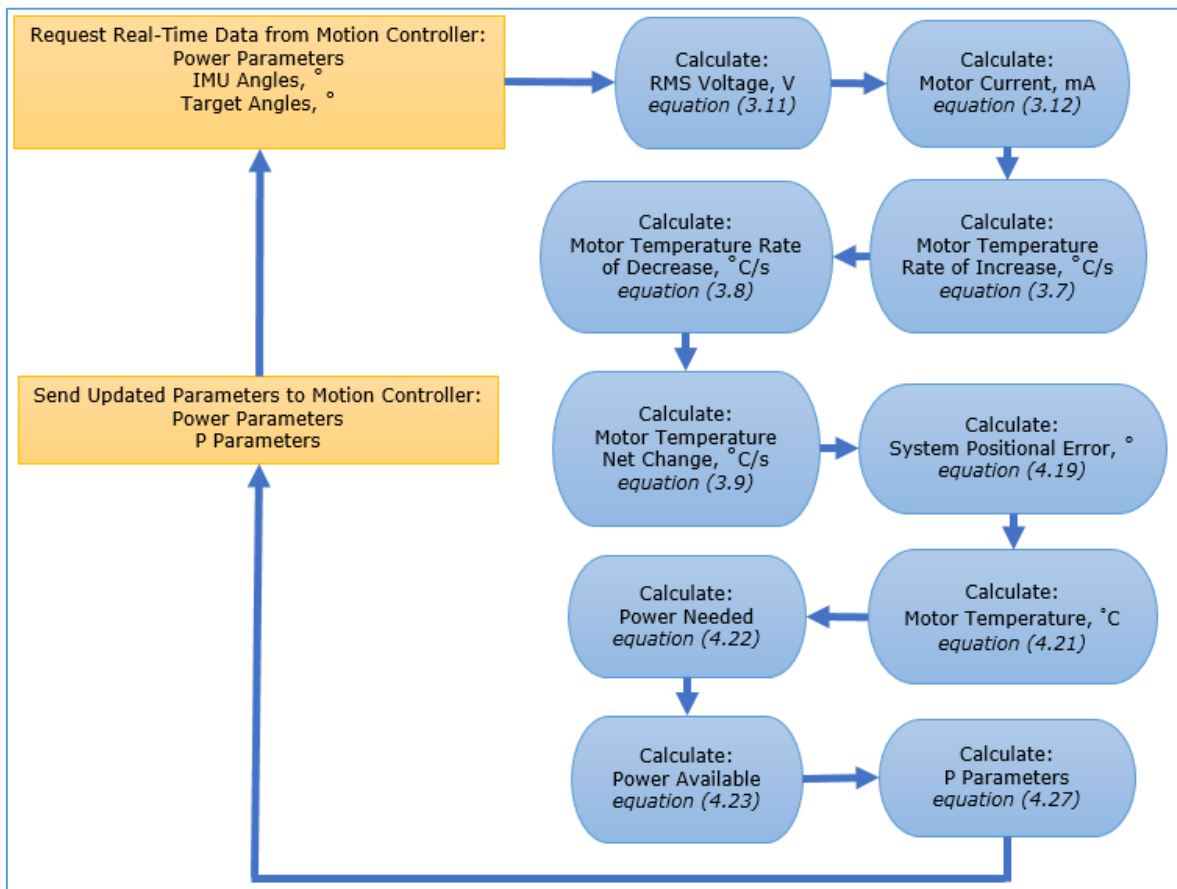 Request Real-Time Data from Motion Controller:
Power Parameters
IMU Angles, °
Target Angles, °
Calculate:
RMS Voltage, V
equation (3.11)
Calculate:
Motor Current, mA
equation (3.12)
Calculate:
Motor Temperature
Rate of Increase, °C/s
equation (3.7)
Calculate:
Motor Temperature Rate
of Decrease, °C/s
equation (3.8)
Calculate:
Motor Temperature
Net Change, °C/s
equation (3.9)
Calculate:
System Positional Error, °
equation (4.19)
Calculate:
Motor Temperature, °C
equation (4.21)
Calculate:
Power Needed
equation (4.22)
Calculate:
Power Available
equation (4.23)
Calculate:
P Parameters
equation (4.27)
Send Updated Parameters to Motion Controller:
Power Parameters
P Parameters